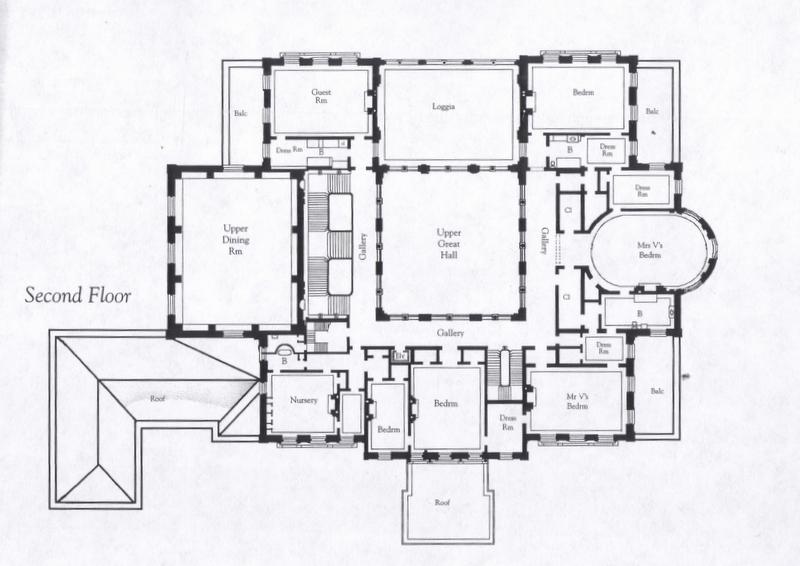 Guest
Rm
Loggia
Bedrm
Balc
Balc
Dress Rm
B
B
Dress
Rm
Dress
Rm
Cl
Upper
Dining
Rm
Gallery
Upper
Great
Hall
Gallery
Mrs V's
Bedrm
Second Floor
Cl
B
Gallery
Dress
Rm
B
Elv
Roof
Nursery
Bedrm
Bedrm
Dress
Rm
Mr V's
Bedrm
Balc
Roof